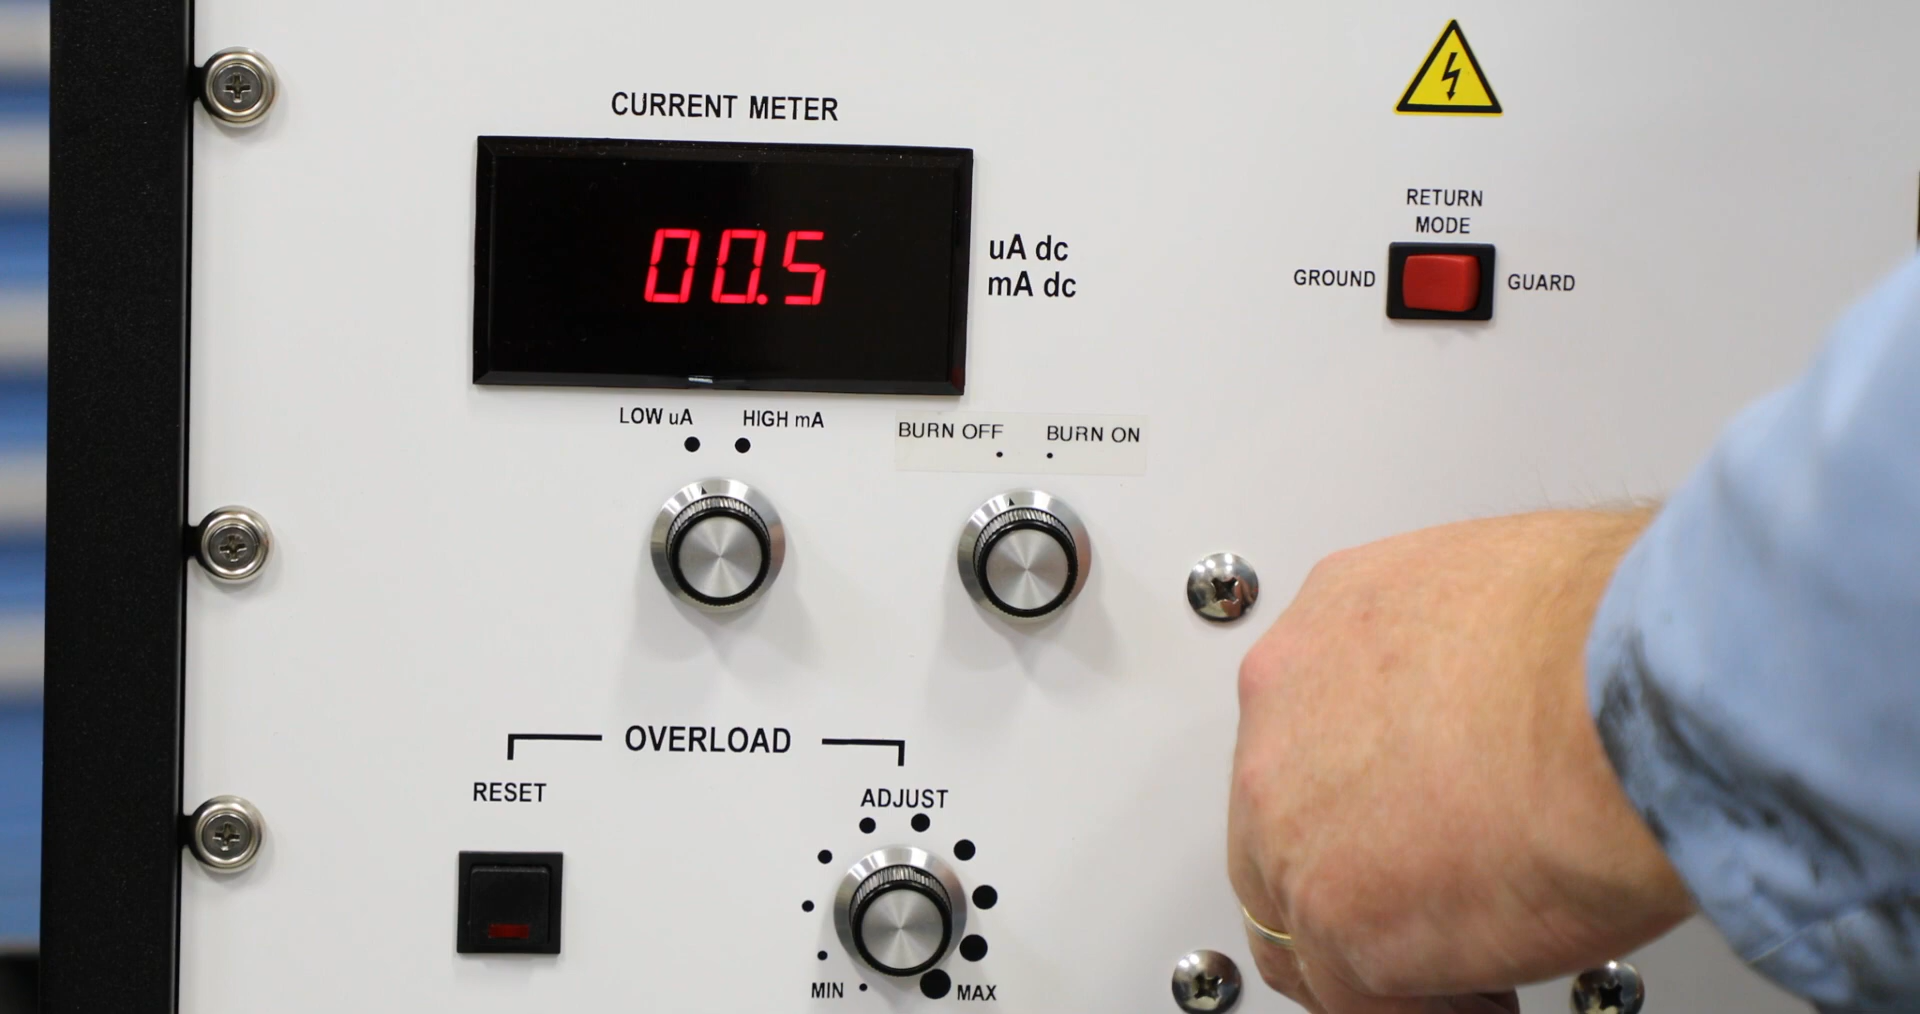 CURRENT METER
00.5
uA dc
mA dc
RETURN
MODE
GROUND
GUARD
LOW uA
HIGH mA
BURN OFF
BURN ON
OVERLOAD
RESET
ADJUST
MIN
MAX